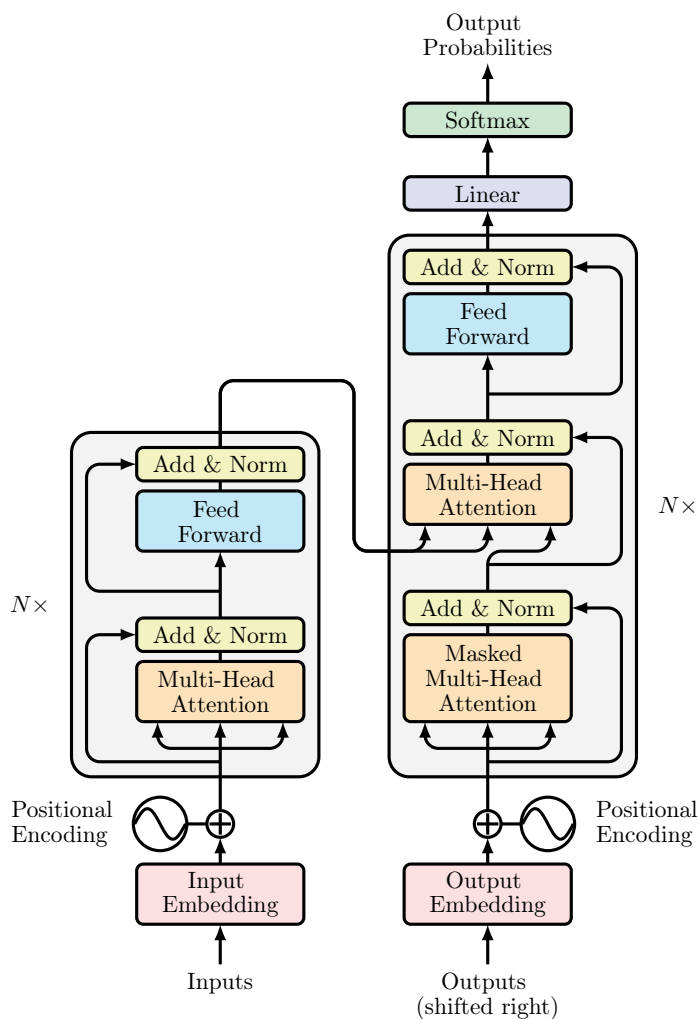 Output
Probabilities
Softmax
Linear
Add & Norm
Feed
Forward
Add & Norm
Multi-Head
Attention
N×
Add & Norm
Masked
Multi-Head
Attention
Add & Norm
Feed
Forward
N×
Add & Norm
Multi-Head
Attention
Positional
Encoding
Positional
Encoding
Input
Embedding
Output
Embedding
Inputs
Outputs
(shifted right)